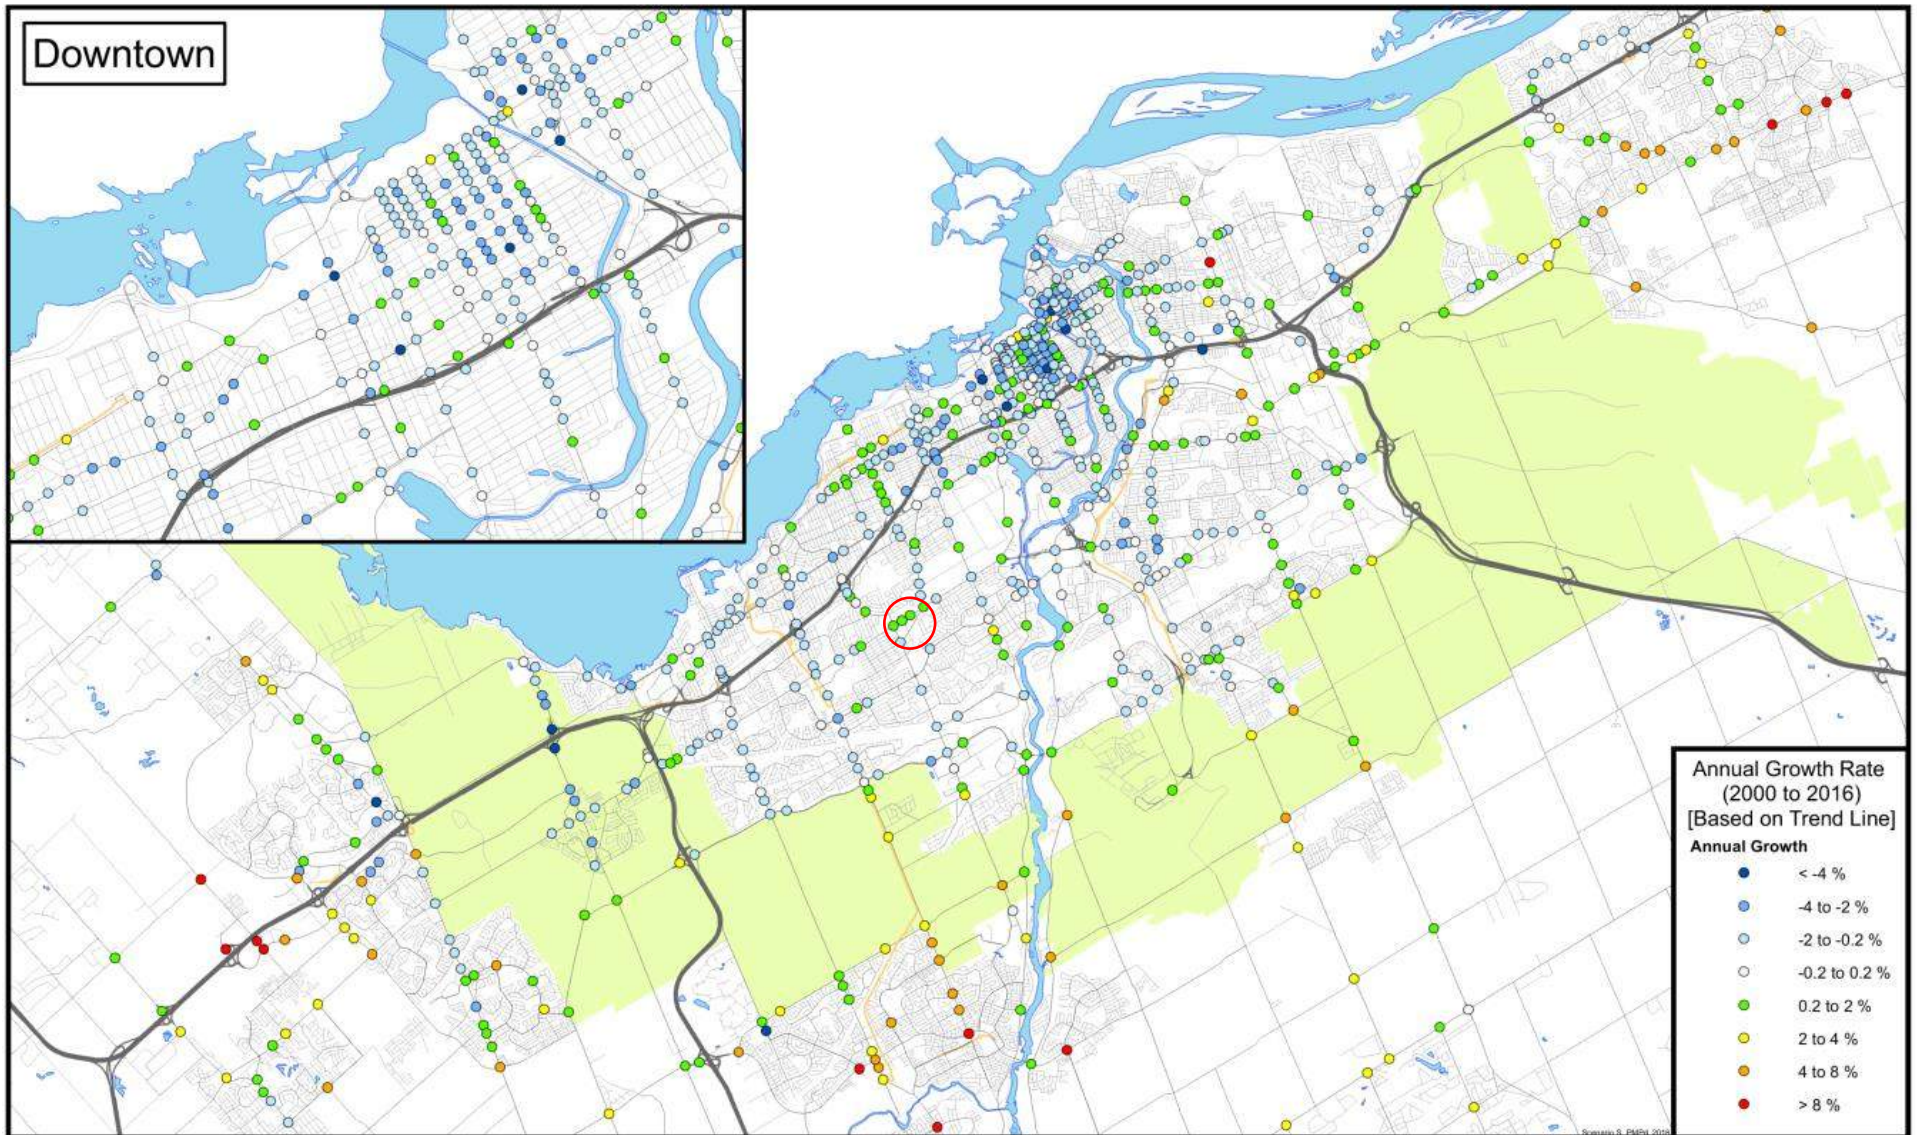 Downtown
Annual Growth Rate
(2000 to 2016)
[Based on Trend Line]
Annual Growth
< -4 %
-4 to -2 %
-2 to -0.2 %
-0.2 to 0.2 %
0.2 to 2 %
2 to 4 %
4 to 8 %
> 8 %